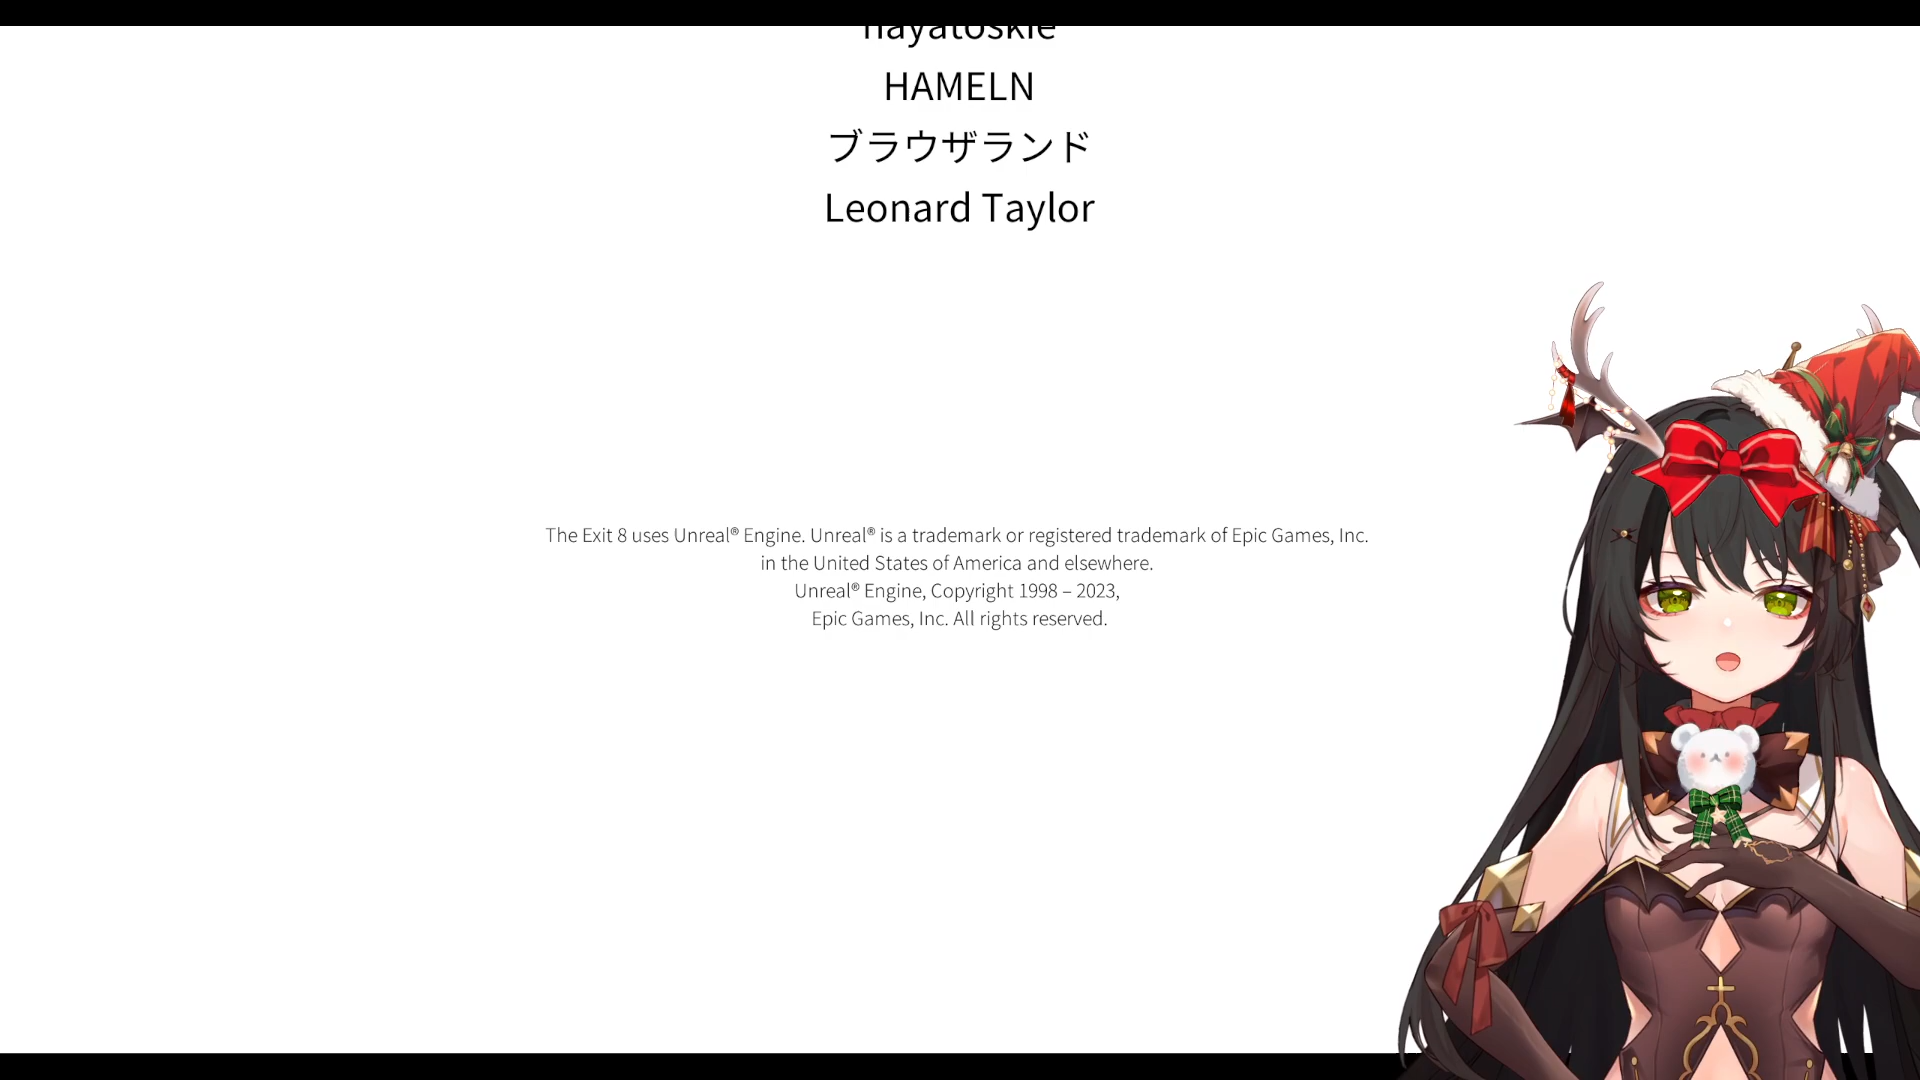 hayatoskie
HAMELN
ブラウザランド
Leonard Taylor
The Exit 8 uses Unreal® Engine. Unreal® is a trademark or registered trademark of Epic Games, Inc.
in the United States of America and elsewhere.
Unreal® Engine, Copyright 1998 – 2023,
Epic Games, Inc. All rights reserved.